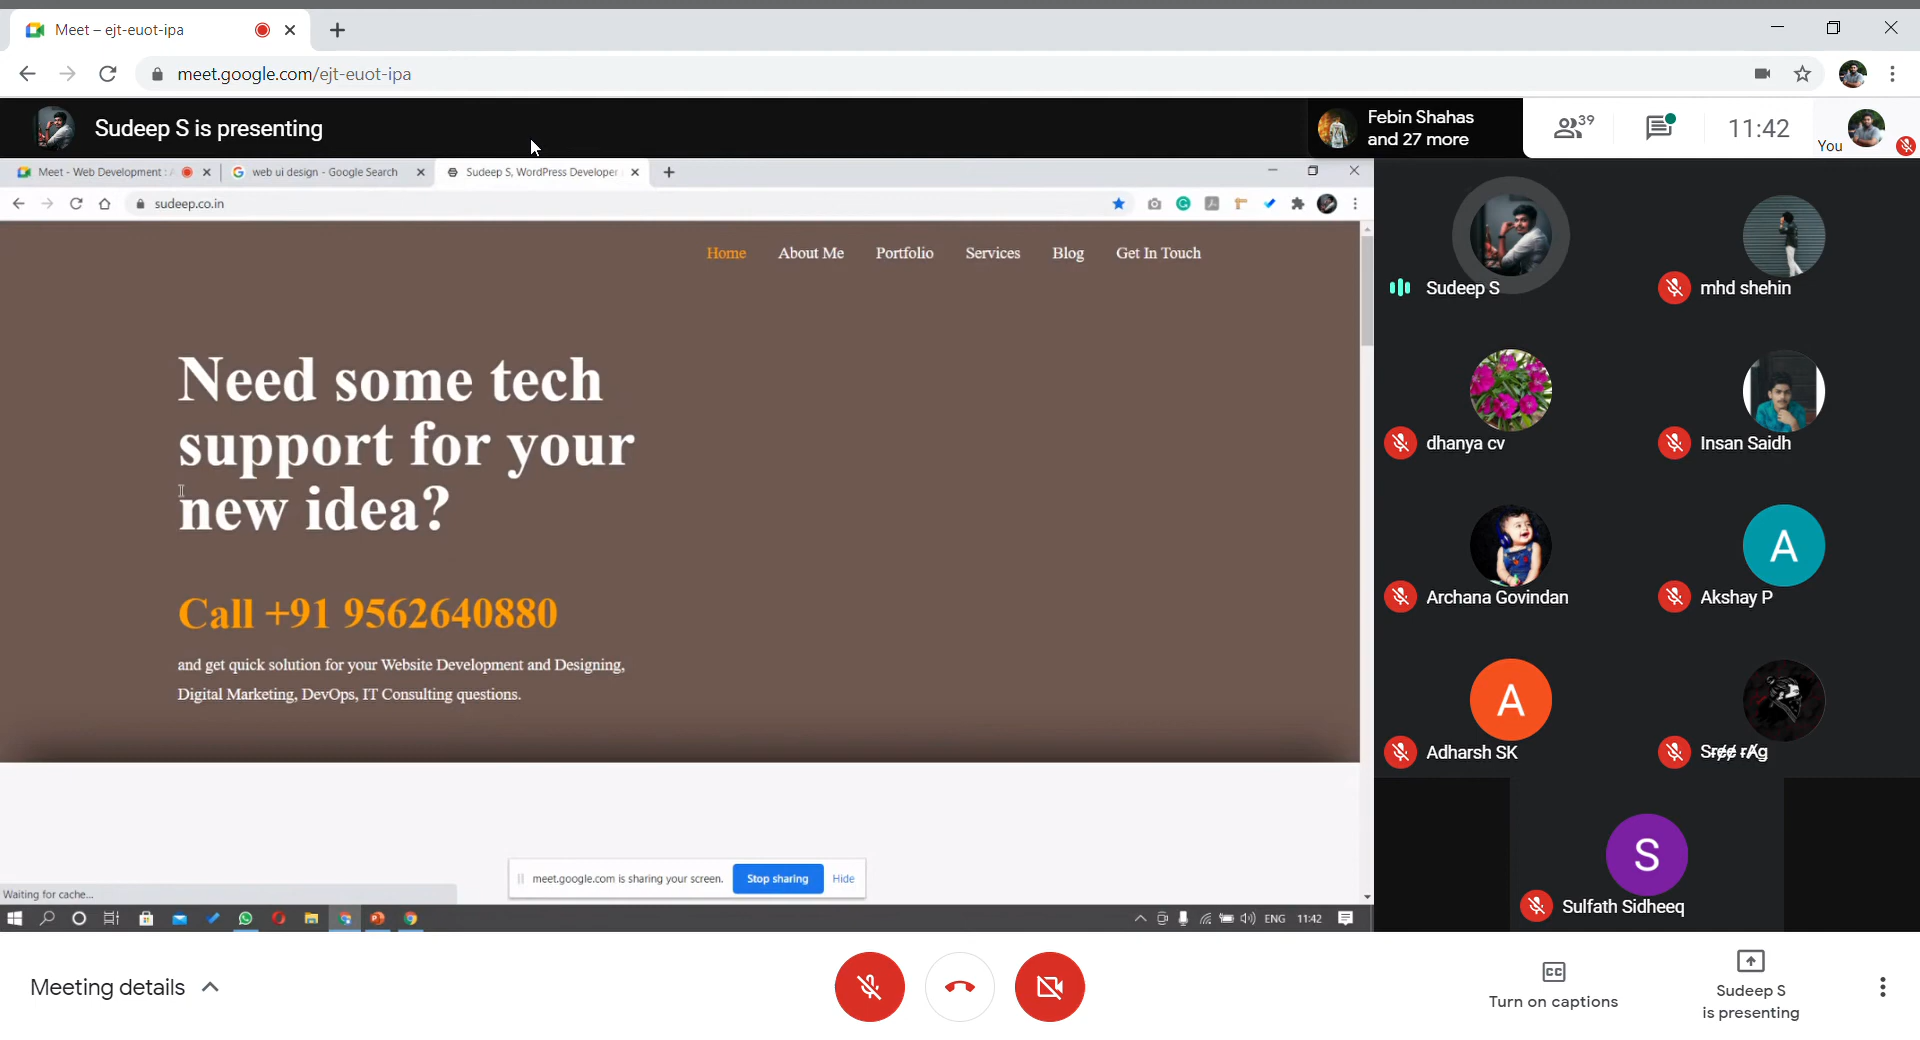 Meet – ejt-euot-ipa
meet.google.com/ejt-euot-ipa
Sudeep S is presenting
Febin Shahas
and 27 more
39
11:42
You
Meet - Web Development :
web ui design - Google Search
Sudeep S, WordPress Developer
sudeep.co.in
Home About Me Portfolio Services Blog Get In Touch
Need some tech
support for your
new idea?
Call +91 9562640880
and get quick solution for your Website Development and Designing,
Digital Marketing, DevOps, IT Consulting questions.
meet.google.com is sharing your screen. Stop sharing Hide
Waiting for cache...
ENG 11:42
Sudeep S
mhd shehin
dhanya cv
Insan Saidh
Archana Govindan
A
Akshay P
A
Adharsh SK
S
Sulfath Sidheeq
Meeting details
CC
Turn on captions
Sudeep S
is presenting